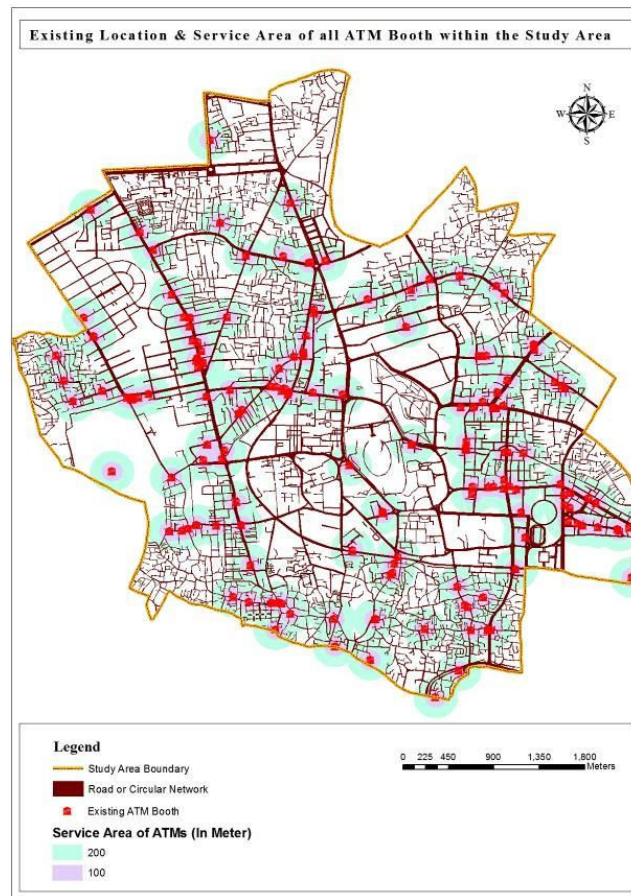 Existing Location & Service Area of all ATM Booth within the Study Area
N
W E
S
Legend
Study Area Boundary
Road or Circular Network
Existing ATM Booth
Service Area of ATMs (In Meter)
200
100
0 225 450 900 1,350 1,800
Meters